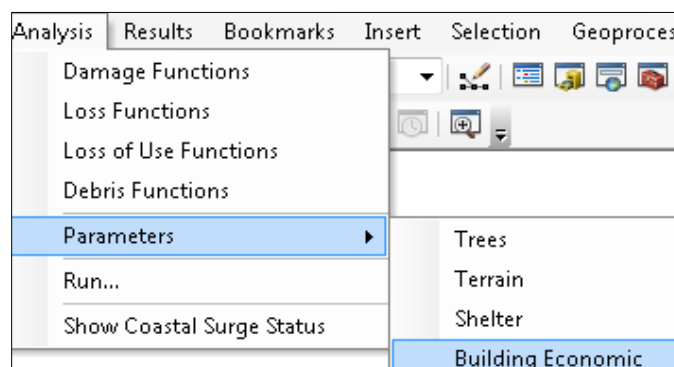 Analysis Results Bookmarks Insert Selection Geoproces
Damage Functions
Loss Functions
Loss of Use Functions
Debris Functions
Parameters
Trees
Run...
Terrain
Show Coastal Surge Status
Shelter
Building Economic